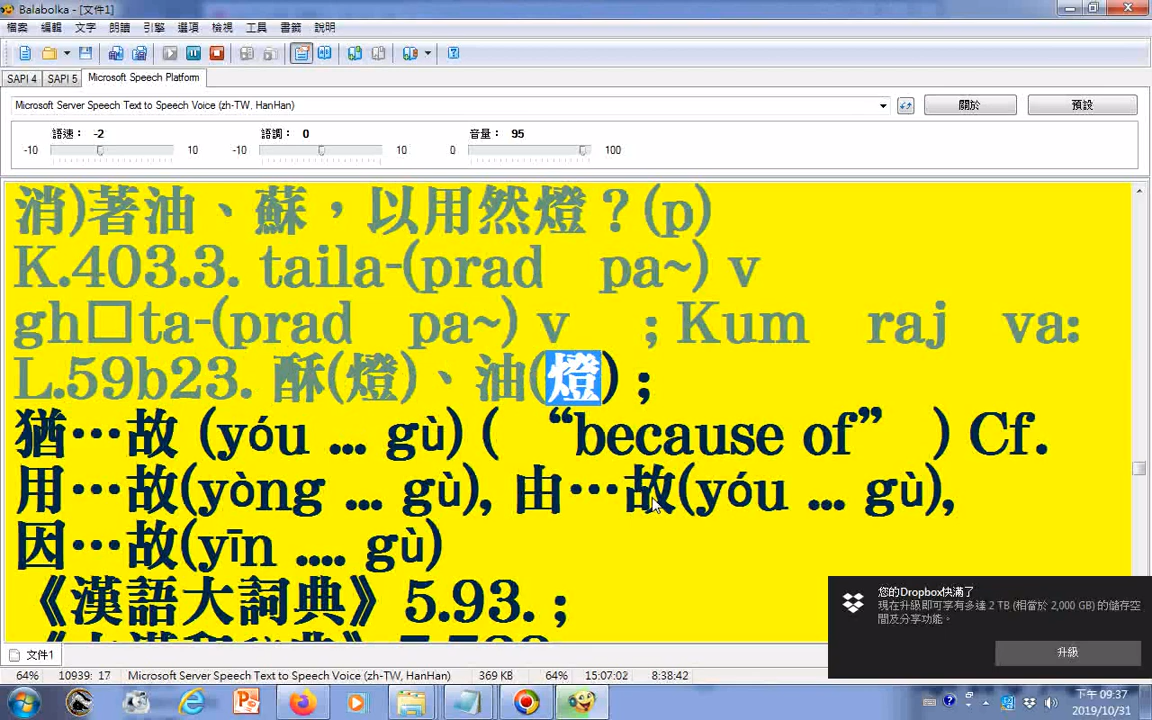 Balabolka - [文件1]
檔案 編輯 文字 朗讀 引擎 選項 檢視 工具 書籤 說明
SAPI 4 SAPI 5 Microsoft Speech Platform
Microsoft Server Speech Text to Speech Voice (zh-TW, HanHan) 關於 預設
語速： -2 語調： 0 音量： 95
-10 10 -10 10 0 100
消)著油、蘇，以用然燈？(p)
K.403.3. taila-(prad pa~) v
gh□ta-(prad pa~) v ; Kum raj va:
L.59b23. 酥(燈)、油(燈) ;
猶…故 (yóu ... gù) ( “because of” ) Cf.
用…故(yòng ... gù), 由…故(yóu ... gù),
因…故(yīn .... gù)
《漢語大詞典》 5.93. ;
您的Dropbox快滿了
現在升級即可享有多達 2 TB (相當於 2,000 GB) 的儲存空
間及分享功能。
升級
文件1
64% 10939: 17 Microsoft Server Speech Text to Speech Voice (zh-TW, HanHan) 369 KB 64% 15:07:02 8:38:42
下午 09:37
2019/10/31